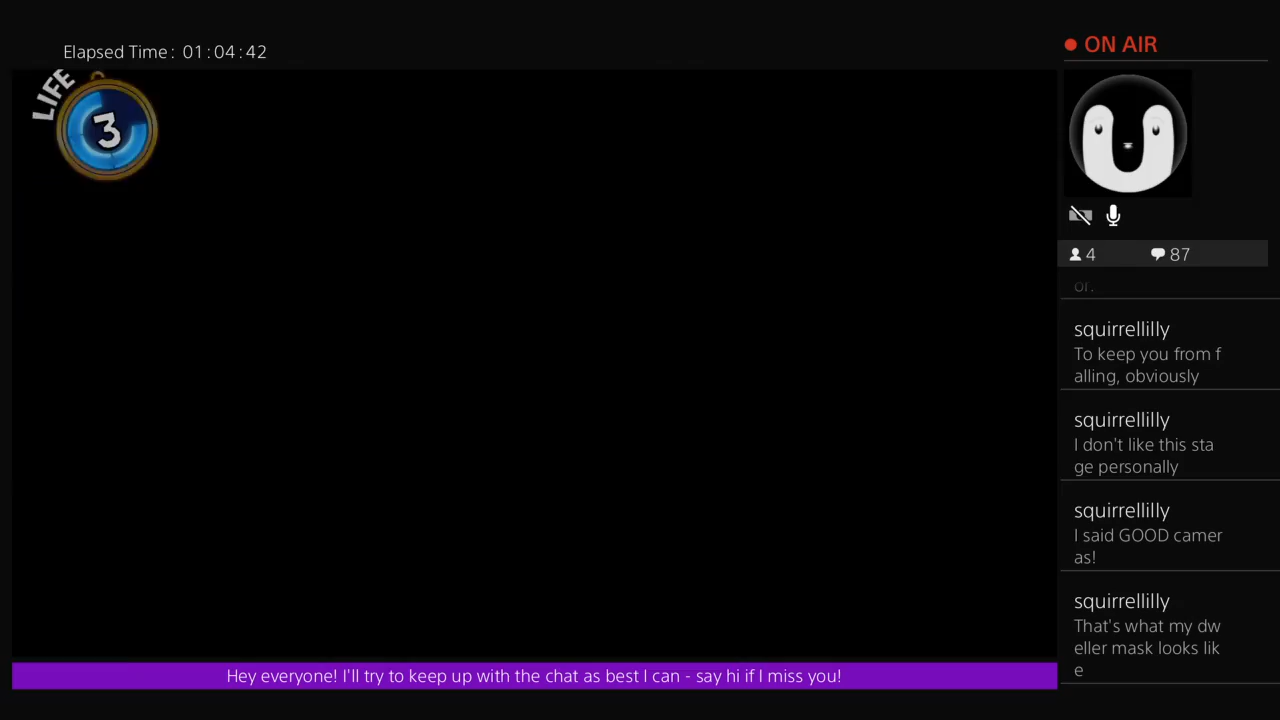 Elapsed Time: 01:04:42
ON AIR
LIFE
3
4
87
or.
squirrellilly
To keep you from f
alling, obviously
squirrellilly
I don't like this sta
ge personally
squirrellilly
I said GOOD camer
as!
squirrellilly
That's what my dw
eller mask looks lik
e
Hey everyone! I'll try to keep up with the chat as best I can - say hi if I miss you!